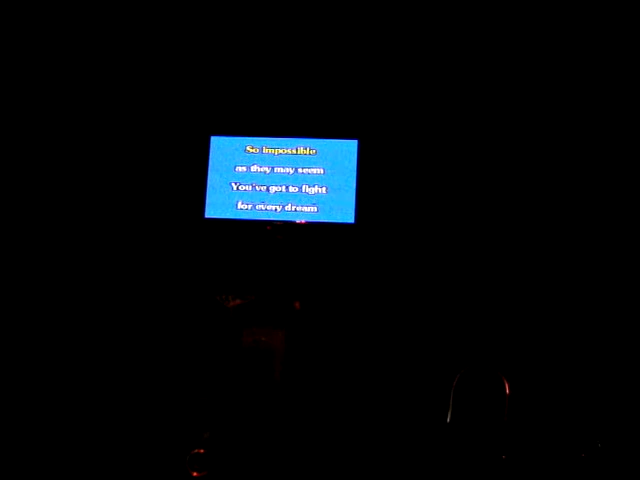 So impossible
as they may seem
You've got to fight
for every dream